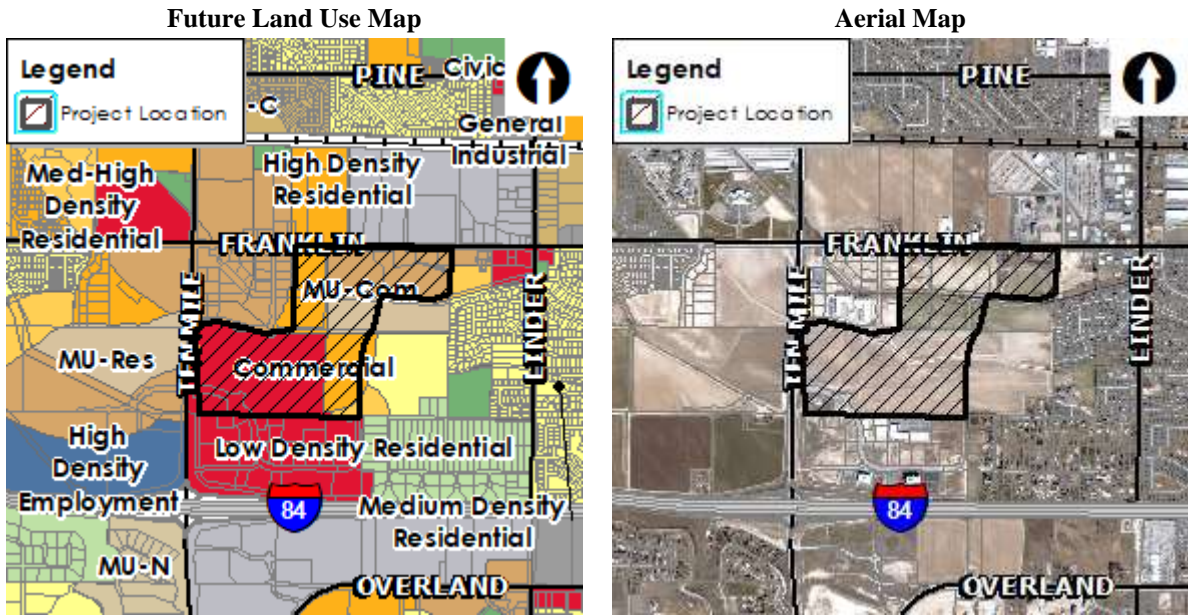 Future Land Use Map
Legend
Project Location
PINE
Civic
-C
General
Industrial
High Density
Residential
Med-High
Density
Residential
FRANKLIN
TEN MILE
MU-Com
LINDER
MU-Res
Commercial
High
Density
Employment
Low Density Residential
84
Medium Density
Residential
MU-N
OVERLAND
Aerial Map
Legend
Project Location
PINE
FRANKLIN
TEN MILE
LINDER
84
OVERLAND